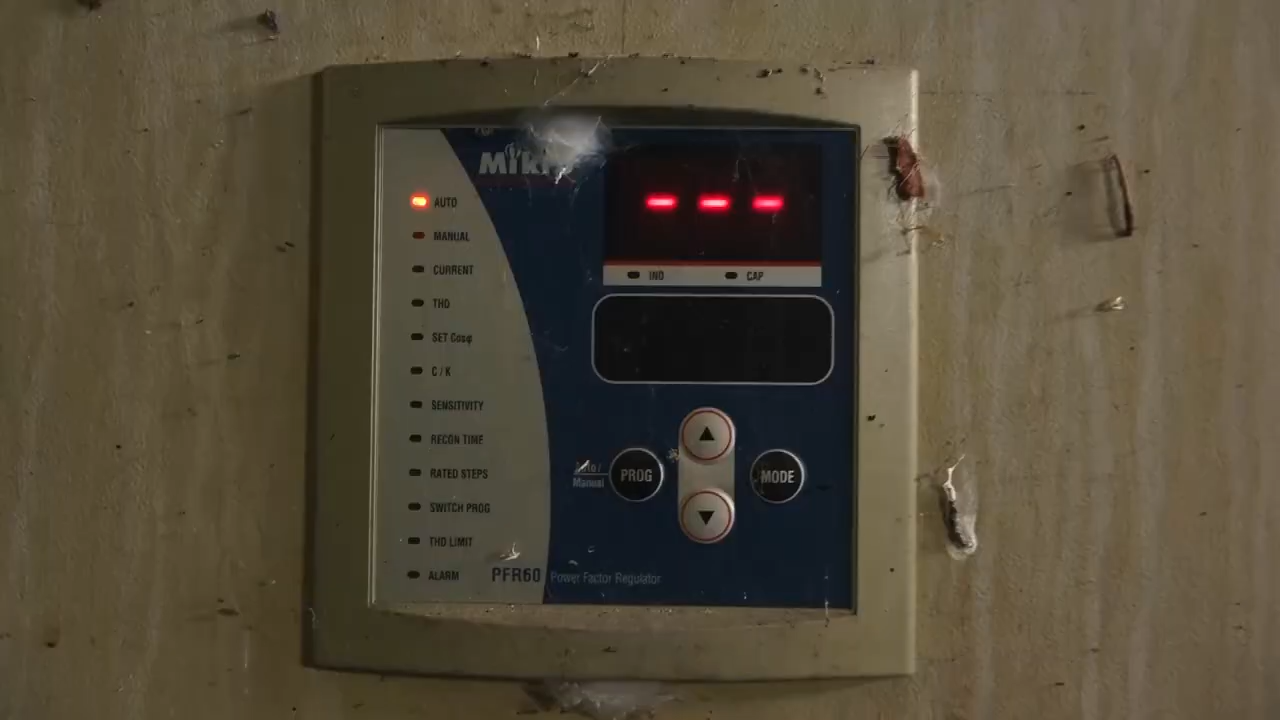 AUTO
MANUAL
CURRENT
THD
SET Cosφ
C / K
SENSITIVITY
RECON TIME
RATED STEPS
SWITCH PROG
THD LIMIT
ALARM
PFR60 Power Factor Regulator
---
IND CAP
Auto /
Manual
PROG
MODE